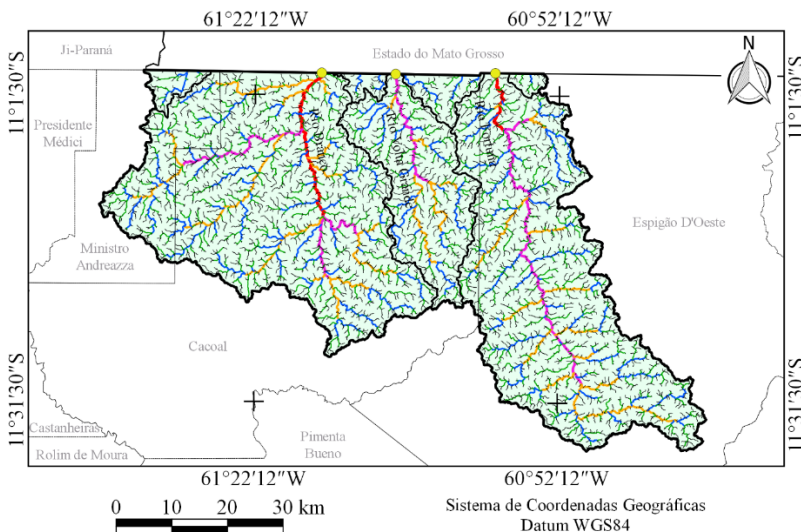 61°22'12"W
60°52'12"W
Ji-Paraná
Estado do Mato Grosso
N
11°1'30"S
11°1'30"S
Presidente
Médici
Rio Branco
Espigão D'Oeste
Ministro
Andreazza
Cacoal
11°31'30"S
11°31'30"S
Castanheiras
Rolim de Moura
Pimenta
Bueno
61°22'12"W
60°52'12"W
0 10 20 30 km
Sistema de Coordenadas Geográficas
Datum WGS84